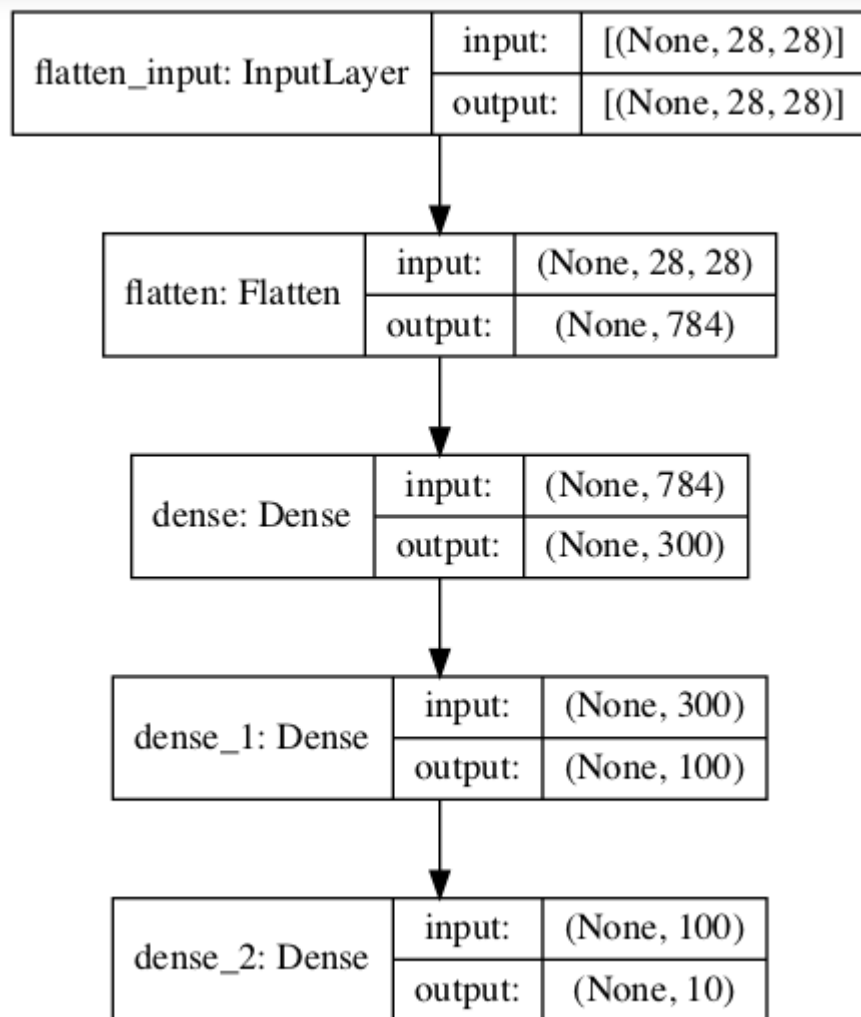 flatten_input: InputLayer
input: [(None, 28, 28)]
output: [(None, 28, 28)]
flatten: Flatten
input: (None, 28, 28)
output: (None, 784)
dense: Dense
input: (None, 784)
output: (None, 300)
dense_1: Dense
input: (None, 300)
output: (None, 100)
dense_2: Dense
input: (None, 100)
output: (None, 10)